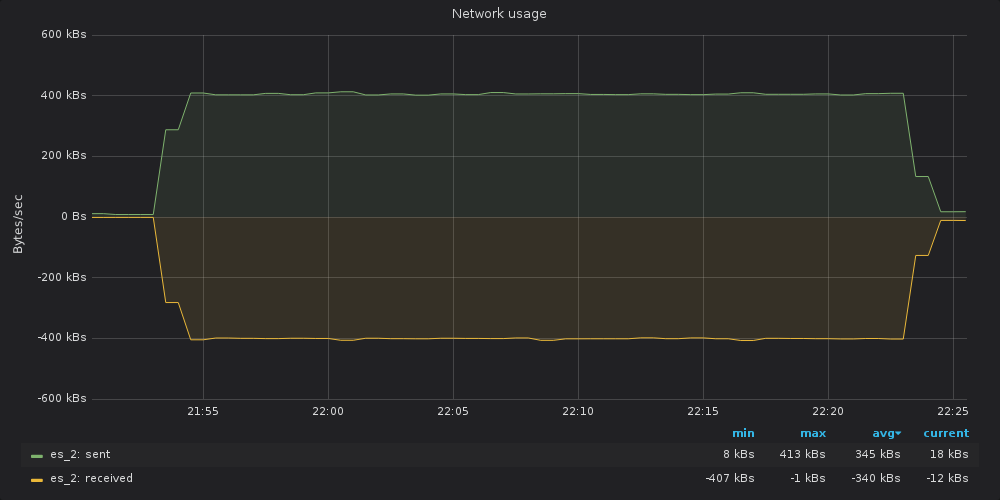 Network usage
600 kBs
400 kBs
200 kBs
0 Bs
-200 kBs
-400 kBs
-600 kBs
Bytes/sec
21:55 22:00 22:05 22:10 22:15 22:20 22:25
min max avg current
es_2: sent 8 kBs 413 kBs 345 kBs 18 kBs
es_2: received -407 kBs -1 kBs -340 kBs -12 kBs